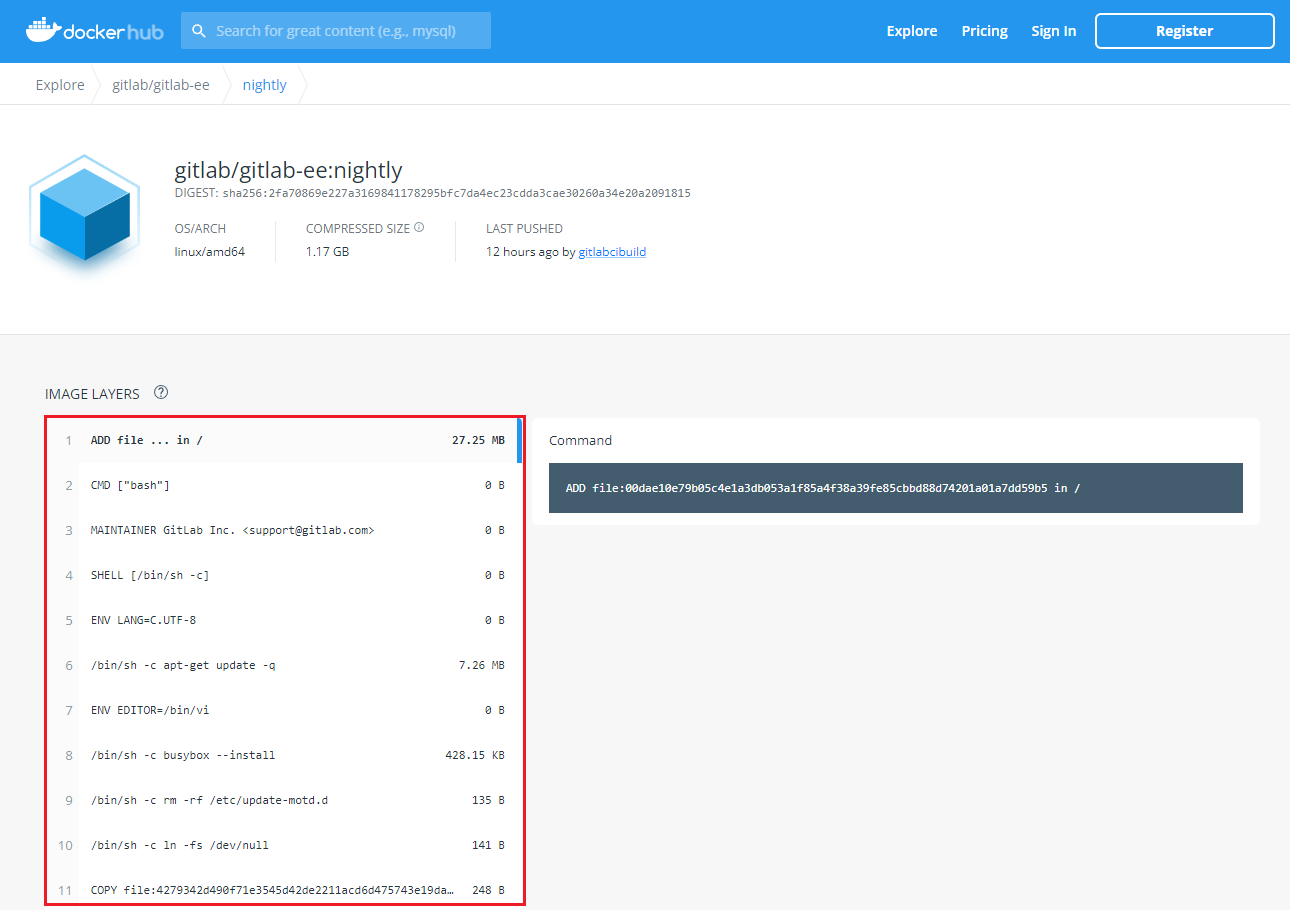 docker hub
Search for great content (e.g., mysql)
Explore
Pricing
Sign In
Register
Explore
gitlab/gitlab-ee
nightly
gitlab/gitlab-ee:nightly
DIGEST: sha256:2fa70869e227a3169841178295bfc7da4ec23cdda3cae30260a34e20a2091815
OS/ARCH
linux/amd64
COMPRESSED SIZE
1.17 GB
LAST PUSHED
12 hours ago by gitlabcibuild
IMAGE LAYERS
1 ADD file ... in / 27.25 MB
2 CMD ["bash"] 0 B
3 MAINTAINER GitLab Inc. <support@gitlab.com> 0 B
4 SHELL [/bin/sh -c] 0 B
5 ENV LANG=C.UTF-8 0 B
6 /bin/sh -c apt-get update -q 7.26 MB
7 ENV EDITOR=/bin/vi 0 B
8 /bin/sh -c busybox --install 428.15 KB
9 /bin/sh -c rm -rf /etc/update-motd.d 135 B
10 /bin/sh -c ln -fs /dev/null 141 B
11 COPY file:4279342d490f71e3545d42de2211acd6d475743e19da… 248 B
Command
ADD file:00dae10e79b05c4e1a3db053a1f85a4f38a39fe85cbbd88d74201a01a7dd59b5 in /